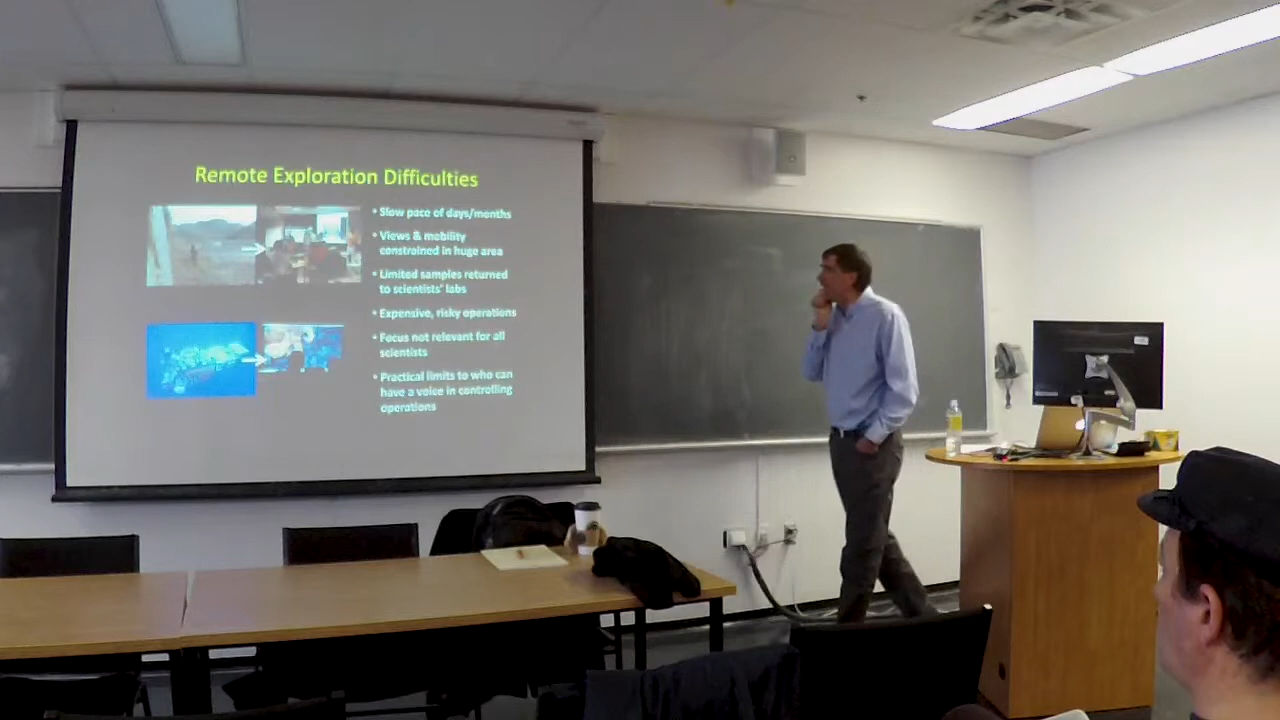 Remote Exploration Difficulties
• Slow pace of days/months
• Views & mobility
constrained in huge area
• Limited samples returned
to scientists' labs
• Expensive, risky operations
• Focus not relevant for all
scientists
• Practical limits to who can
have a voice in controlling
operations